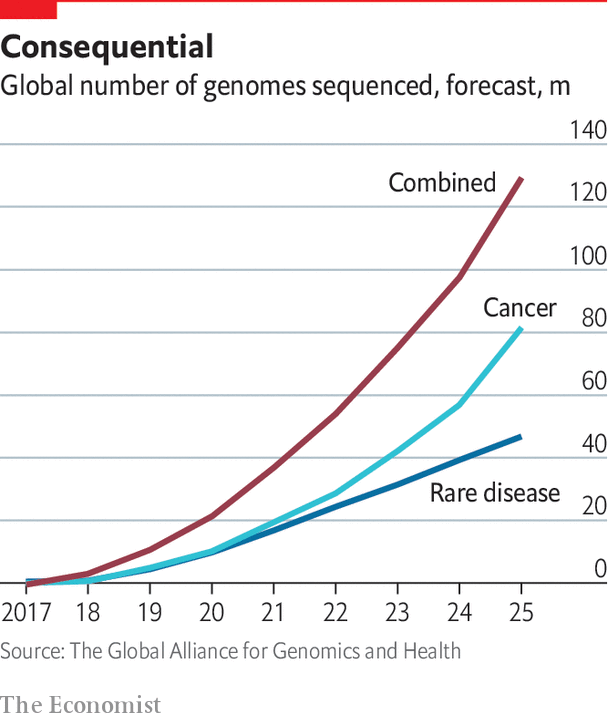 Consequential
Global number of genomes sequenced, forecast, m
140
Combined
120
100
Cancer
80
60
40
Rare disease
20
0
2017 18 19 20 21 22 23 24 25
Source: The Global Alliance for Genomics and Health
The Economist